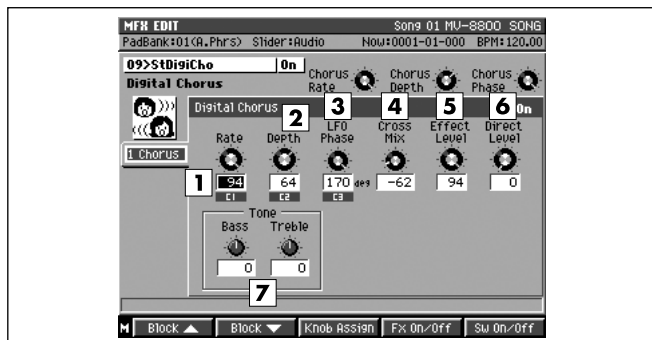 MFX EDIT Song 01 MV-8800 SONG
PadBank:01(A.Phrs) Slider:Audio Now:0001-01-000 BPM:120.00
09>StDigiCho On
Digital Chorus
Chorus Rate
Chorus Depth
Chorus Phase
Digital Chorus On
1 Chorus
2 3 4 5 6
Rate Depth LFO Phase Cross Mix Effect Level Direct Level
1 94 64 170 deg -62 94 0
C1 C2 C3
Tone
Bass Treble
0 0
7
M Block ▲ Block ▼ Knob Assign Fx On/Off Sw On/Off